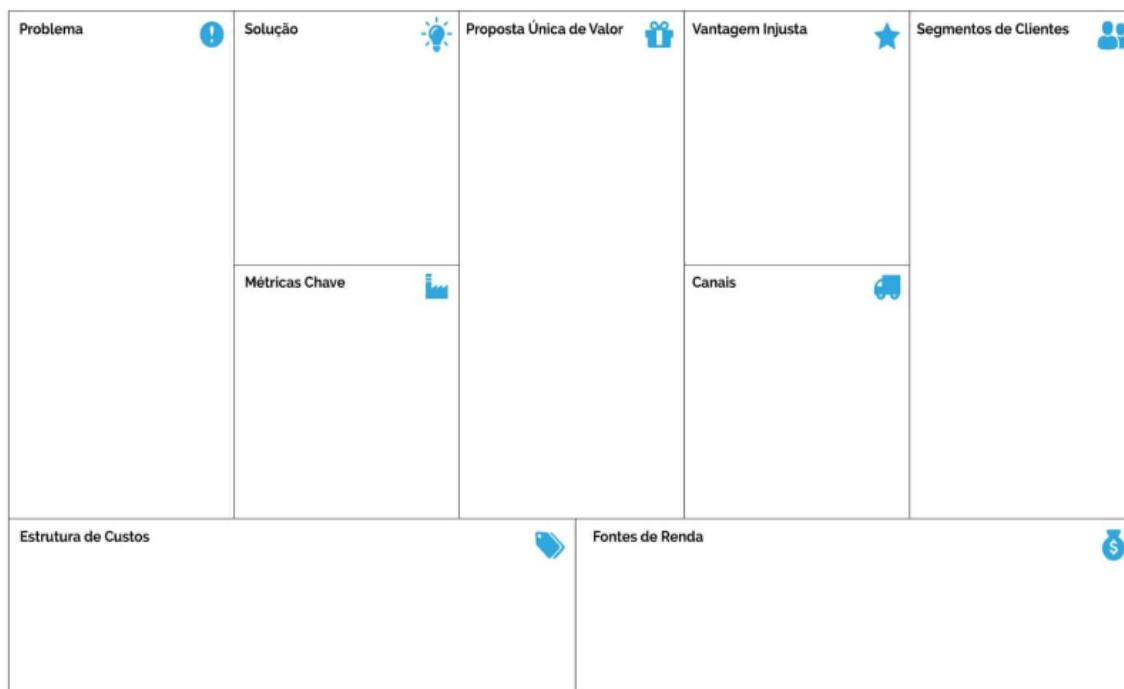 Problema
Solução
Proposta Única de Valor
Vantagem Injusta
Segmentos de Clientes
Métricas Chave
Canais
Estrutura de Custos
Fontes de Renda
$